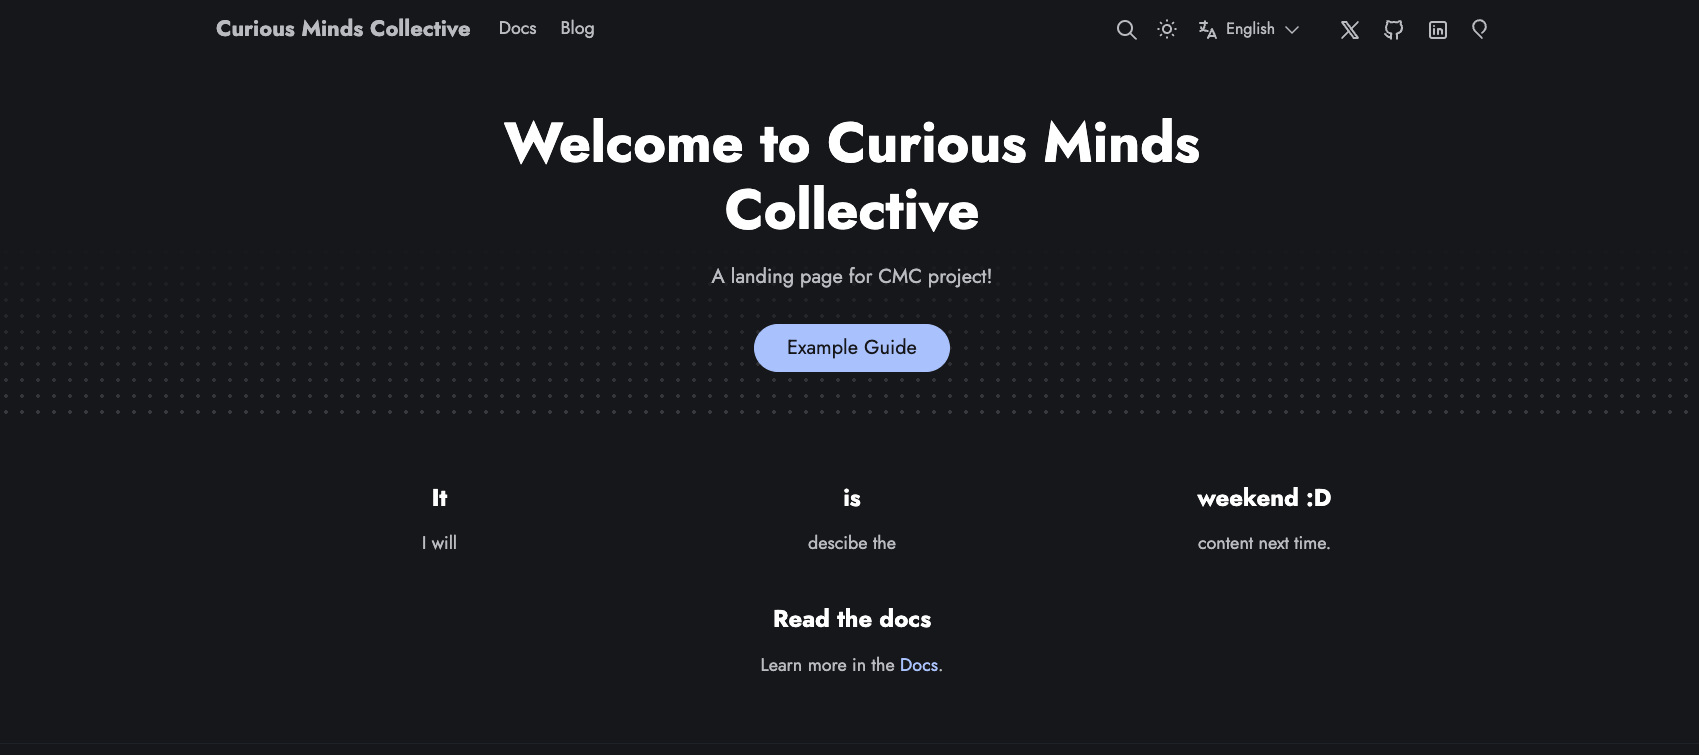 Curious Minds Collective Docs Blog English
Welcome to Curious Minds
Collective
A landing page for CMC project!
Example Guide
It is weekend :D
I will descibe the content next time.
Read the docs
Learn more in the Docs.